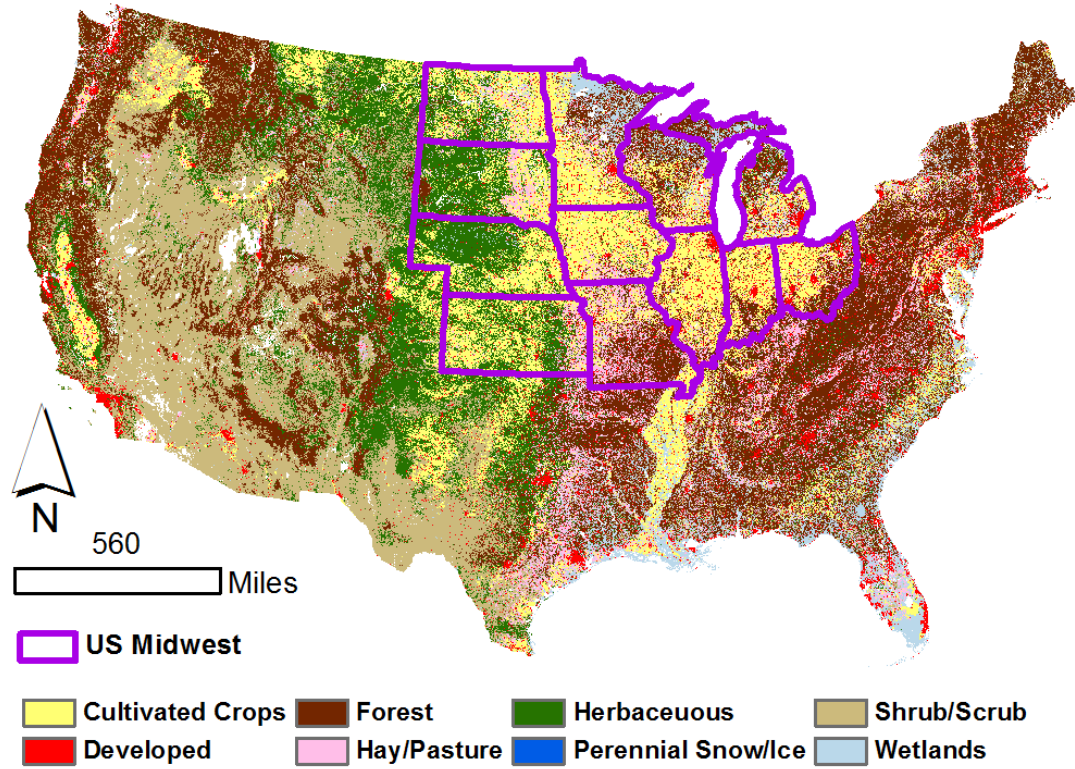 N
560
Miles
US Midwest
Cultivated Crops Forest Herbaceuous Shrub/Scrub
Developed Hay/Pasture Perennial Snow/Ice Wetlands